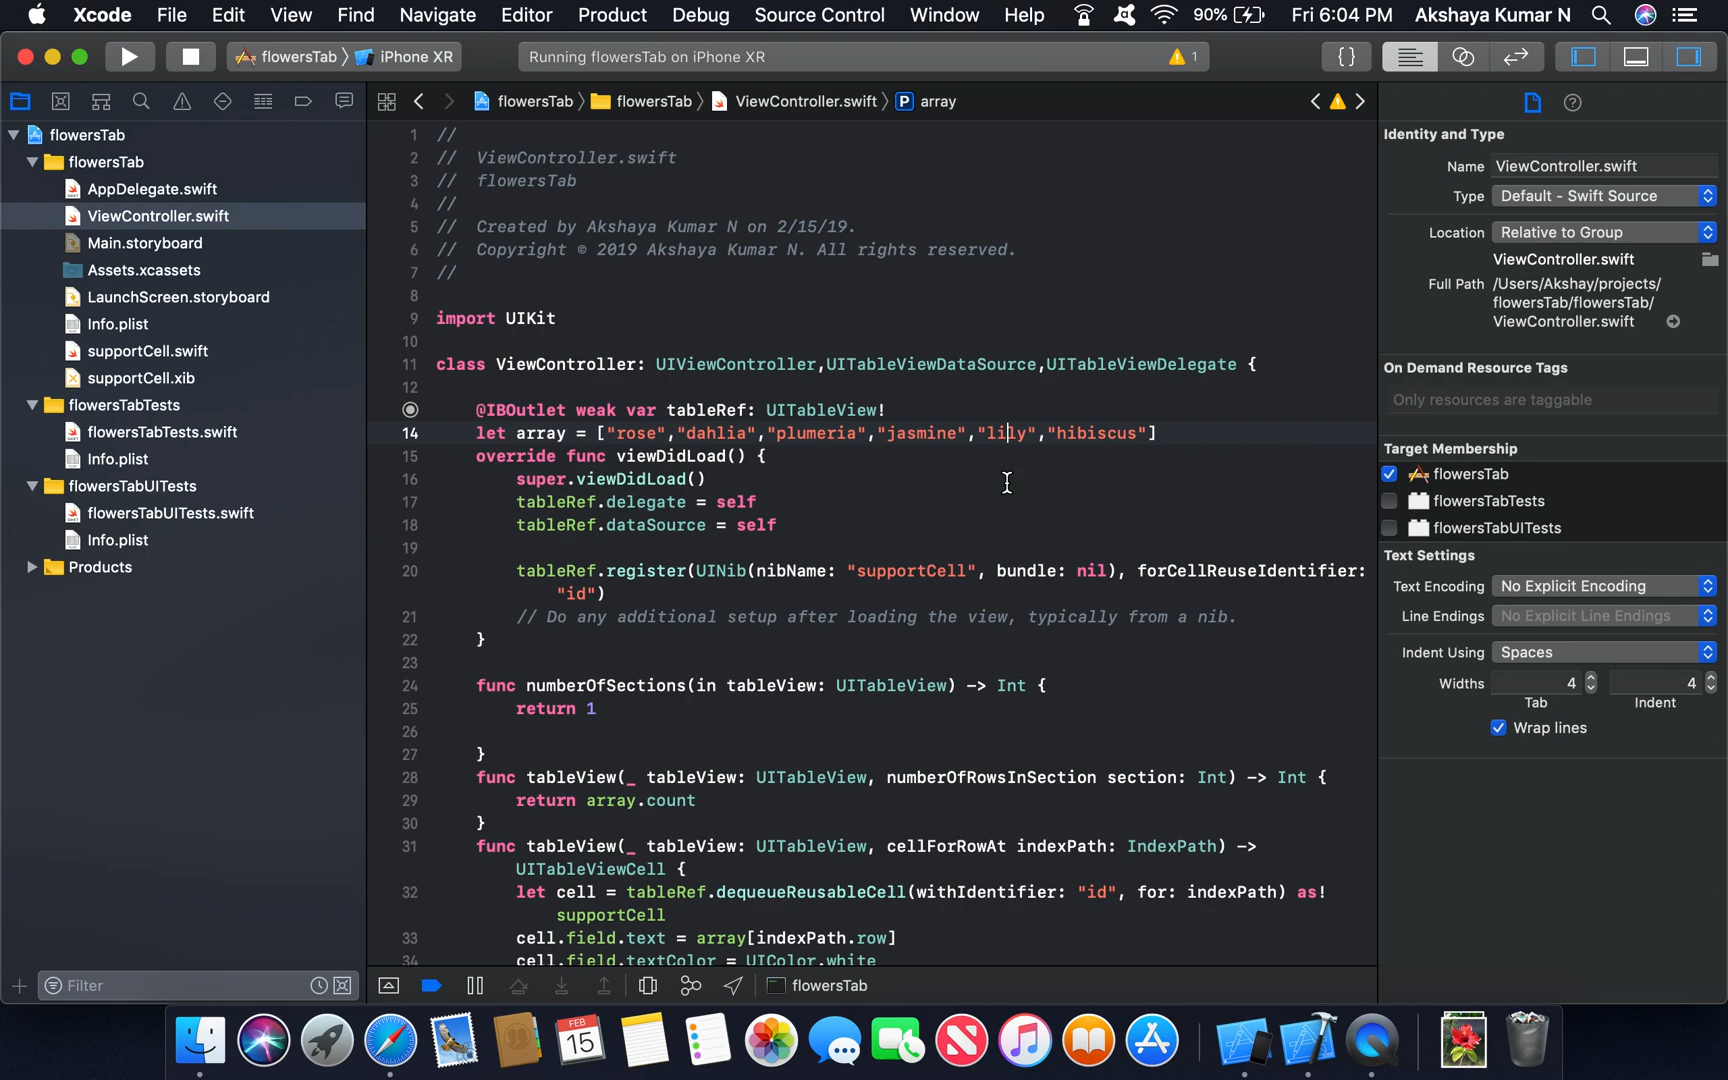 Xcode File Edit View Find Navigate Editor Product Debug Source Control Window Help 90% Fri 6:04 PM Akshaya Kumar N
flowersTab iPhone XR Running flowersTab on iPhone XR 1 {}
flowersTab flowersTab ViewController.swift P array
flowersTab
flowersTab
AppDelegate.swift
ViewController.swift
Main.storyboard
Assets.xcassets
LaunchScreen.storyboard
Info.plist
supportCell.swift
supportCell.xib
flowersTabTests
flowersTabTests.swift
Info.plist
flowersTabUITests
flowersTabUITests.swift
Info.plist
Products
Filter
1 //
2 // ViewController.swift
3 // flowersTab
4 //
5 // Created by Akshaya Kumar N on 2/15/19.
6 // Copyright © 2019 Akshaya Kumar N. All rights reserved.
7 //
8
9 import UIKit
10
11 class ViewController: UIViewController,UITableViewDataSource,UITableViewDelegate {
12
@IBOutlet weak var tableRef: UITableView!
14 let array = ["rose","dahlia","plumeria","jasmine","lily","hibiscus"]
15 override func viewDidLoad() {
16 super.viewDidLoad()
17 tableRef.delegate = self
18 tableRef.dataSource = self
19
20 tableRef.register(UINib(nibName: "supportCell", bundle: nil), forCellReuseIdentifier:
"id")
21 // Do any additional setup after loading the view, typically from a nib.
22 }
23
24 func numberOfSections(in tableView: UITableView) -> Int {
25 return 1
26
27 }
28 func tableView(_ tableView: UITableView, numberOfRowsInSection section: Int) -> Int {
29 return array.count
30 }
31 func tableView(_ tableView: UITableView, cellForRowAt indexPath: IndexPath) ->
UITableViewCell {
32 let cell = tableRef.dequeueReusableCell(withIdentifier: "id", for: indexPath) as!
supportCell
33 cell.field.text = array[indexPath.row]
34 cell.field.textColor = UIColor.white
flowersTab
Identity and Type
Name ViewController.swift
Type Default - Swift Source
Location Relative to Group
ViewController.swift
Full Path /Users/Akshay/projects/
flowersTab/flowersTab/
ViewController.swift
On Demand Resource Tags
Only resources are taggable
Target Membership
flowersTab
flowersTabTests
flowersTabUITests
Text Settings
Text Encoding No Explicit Encoding
Line Endings No Explicit Line Endings
Indent Using Spaces
Widths 4 4
Tab Indent
Wrap lines
FEB
15